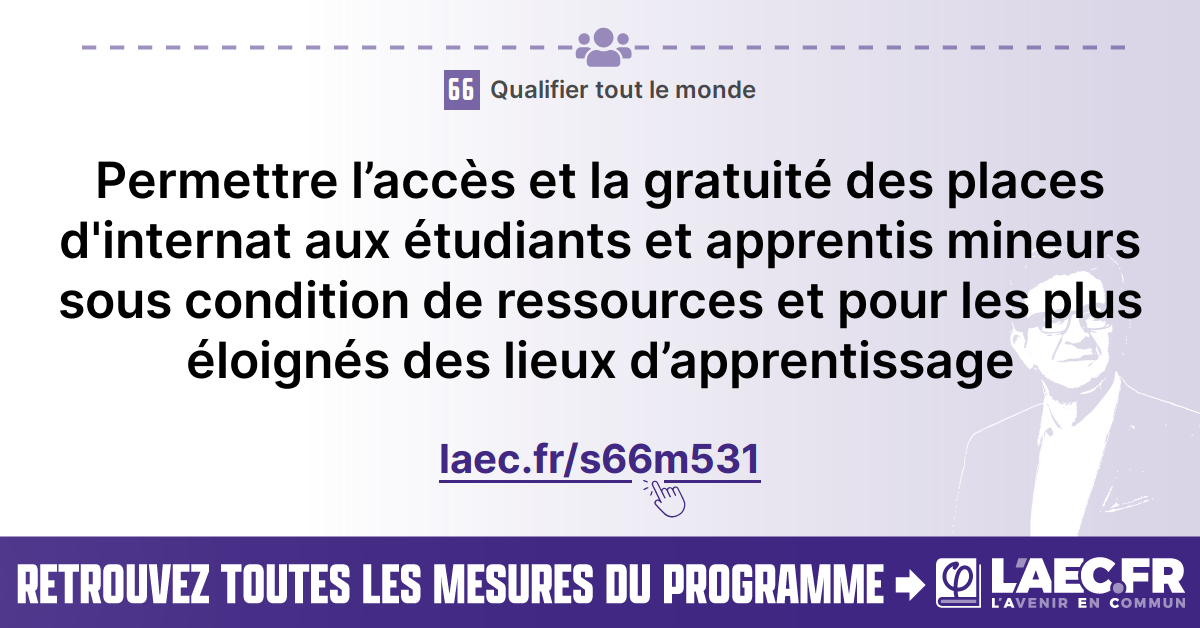 66 Qualifier tout le monde
Permettre l’accès et la gratuité des places
d'internat aux étudiants et apprentis mineurs
sous condition de ressources et pour les plus
éloignés des lieux d’apprentissage
laec.fr/s66m531
RETROUVEZ TOUTES LES MESURES DU PROGRAMME
φ L'AEC.FR
L'AVENIR EN COMMUN